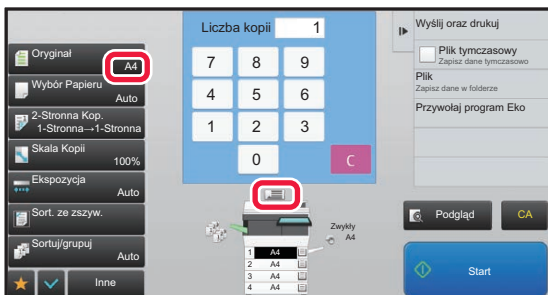 Oryginał
A4
Wybór Papieru
Auto
2-Stronna Kop.
1-Stronna→1-Stronna
Skala Kopii
100%
Ekspozycja
Auto
Sort. ze zszyw.
Sortuj/grupuj
Auto
Inne
Liczba kopii 1
7 8 9
4 5 6
1 2 3
0 C
Zwykły
A4
1 A4
2 A4
3 A4
4 A4
Wyślij oraz drukuj
Plik tymczasowy
Zapisz dane tymczasowo
Plik
Zapisz dane w folderze
Przywołaj program Eko
Podgląd CA
Start